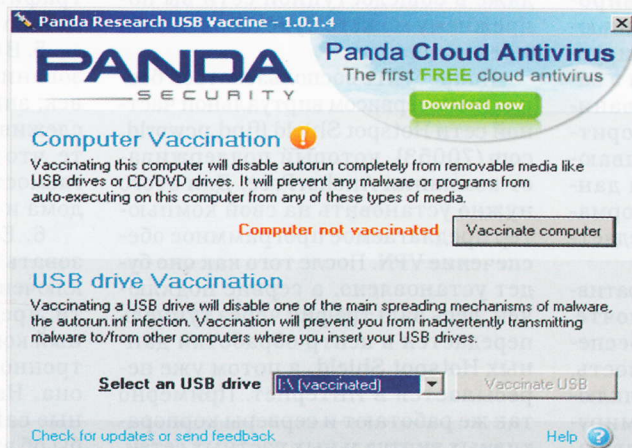 Panda Research USB Vaccine - 1.0.1.4
PANDA
SECURITY
Panda Cloud Antivirus
The first FREE cloud antivirus
Download now
Computer Vaccination
Vaccinating this computer will disable autorun completely from removable media like
USB drives or CD/DVD drives. It will prevent any malware or programs from
auto-executing on this computer from any of these types of media.
Computer not vaccinated
Vaccinate computer
USB drive Vaccination
Vaccinating a USB drive will disable one of the main spreading mechanisms of malware,
the autorun.inf infection. Vaccination will prevent you from inadvertently transmitting
malware to/from other computers where you insert your USB drives.
Select an USB drive
I:\ (vaccinated)
Vaccinate USB
Check for updates or send feedback
Help